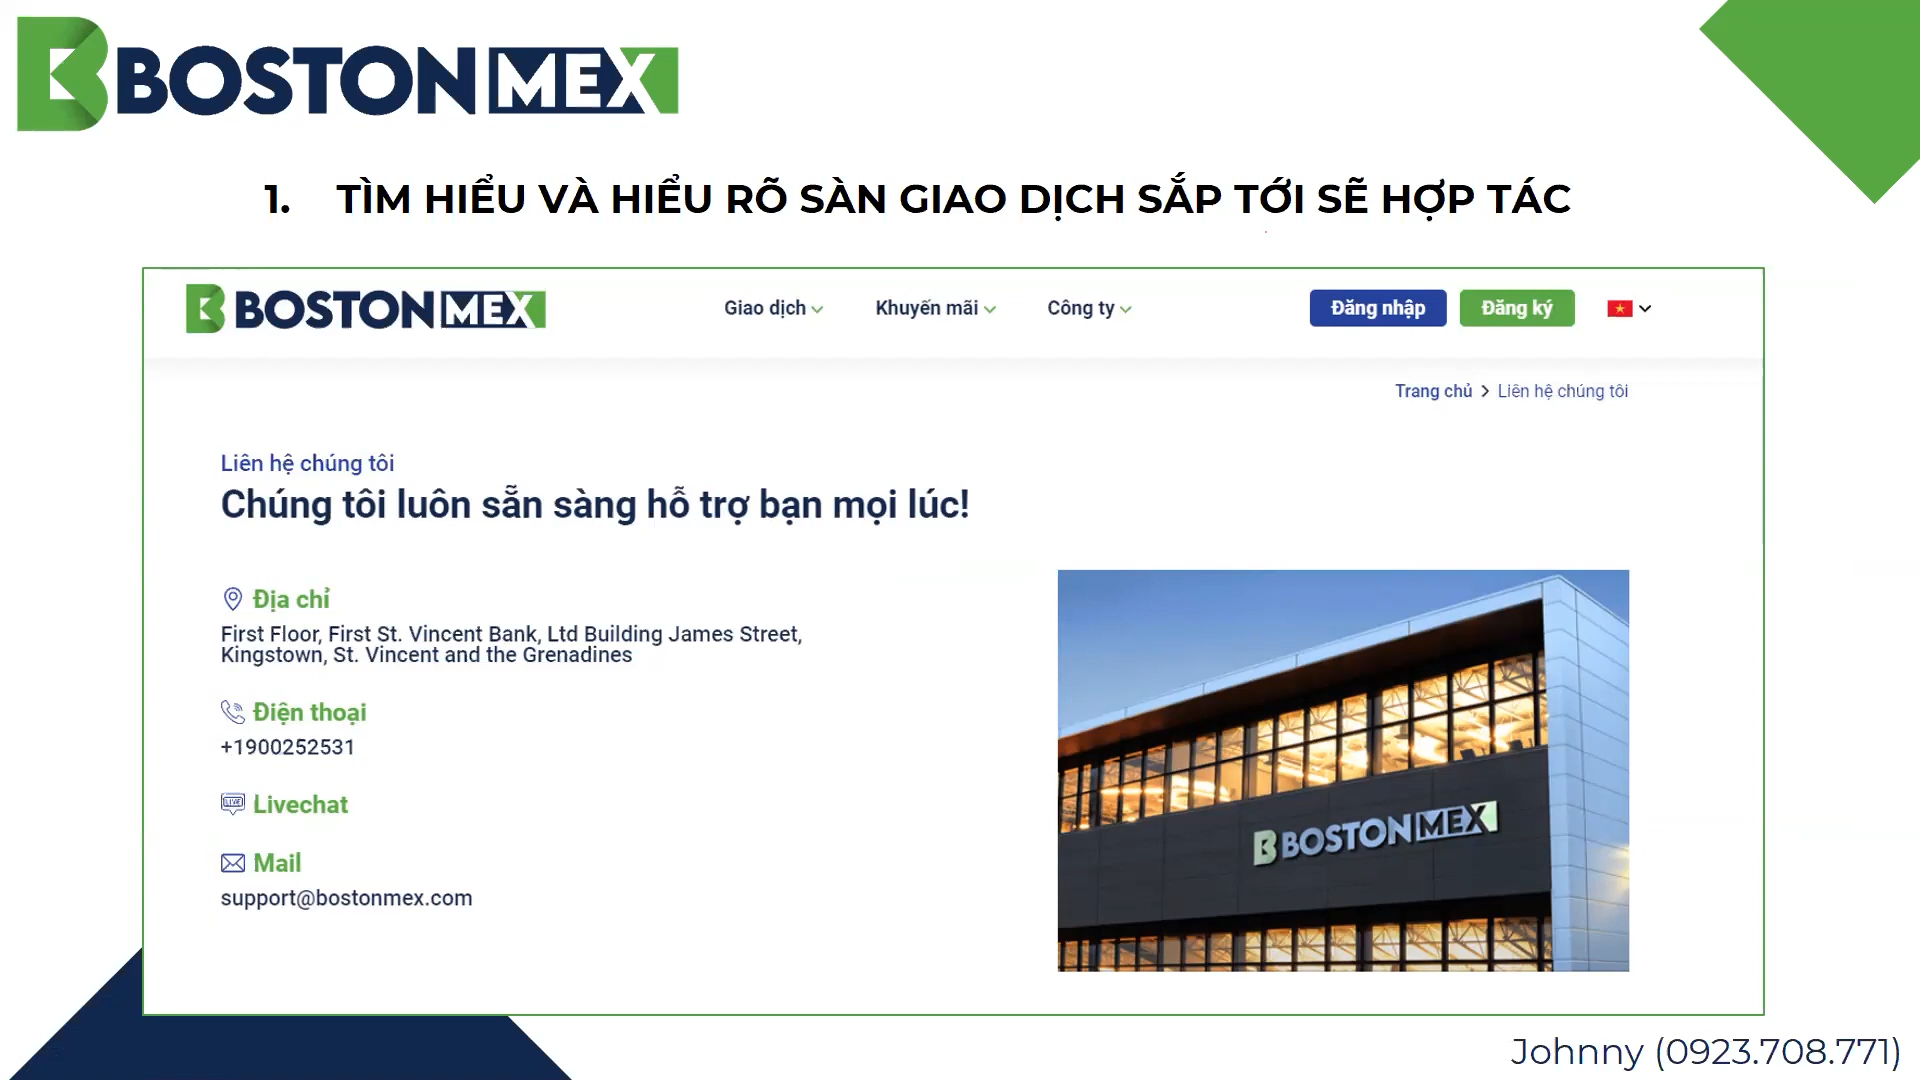 BOSTONMEX
1. TÌM HIỂU VÀ HIỂU RÕ SÀN GIAO DỊCH SẮP TỚI SẼ HỢP TÁC
BOSTONMEX
Giao dịch
Khuyến mãi
Công ty
Đăng nhập
Đăng ký
Trang chủ > Liên hệ chúng tôi
Liên hệ chúng tôi
Chúng tôi luôn sẵn sàng hỗ trợ bạn mọi lúc!
Địa chỉ
First Floor, First St. Vincent Bank, Ltd Building James Street,
Kingstown, St. Vincent and the Grenadines
Điện thoại
+1900252531
LIVE Livechat
Mail
support@bostonmex.com
BOSTONMEX
Johnny (0923.708.771)